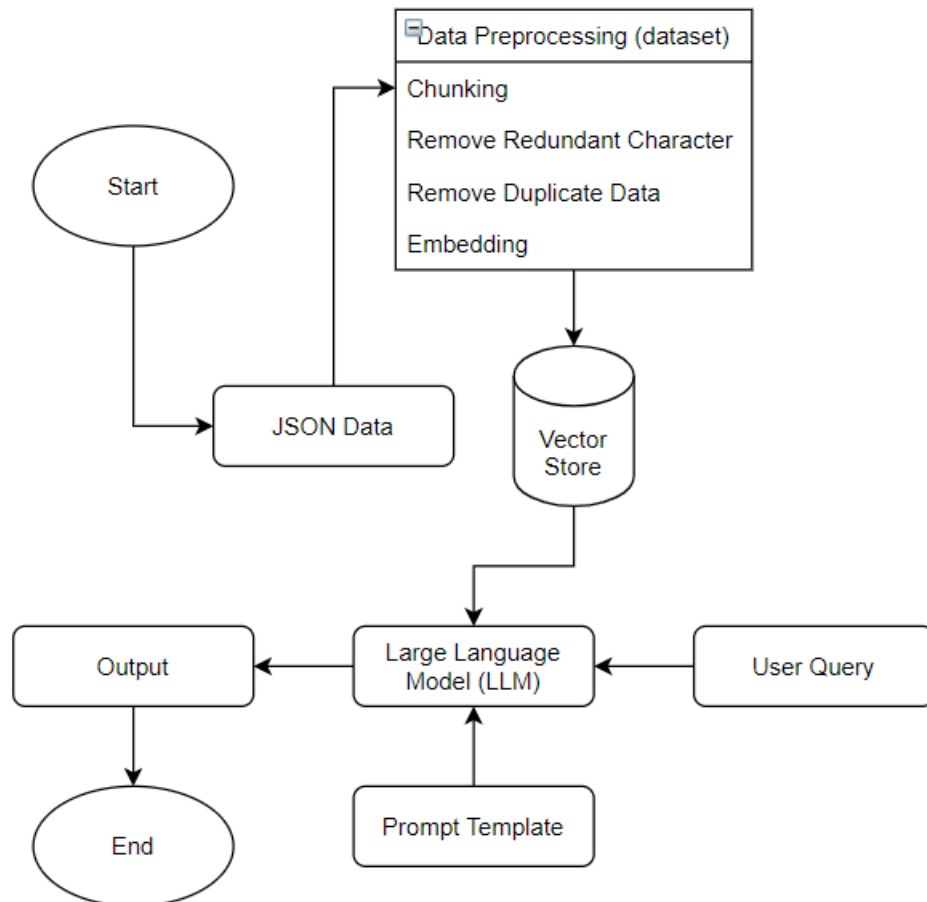 Data Preprocessing (dataset)
Chunking
Remove Redundant Character
Remove Duplicate Data
Embedding
Start
JSON Data
Vector
Store
Output
Large Language
Model (LLM)
User Query
Prompt Template
End